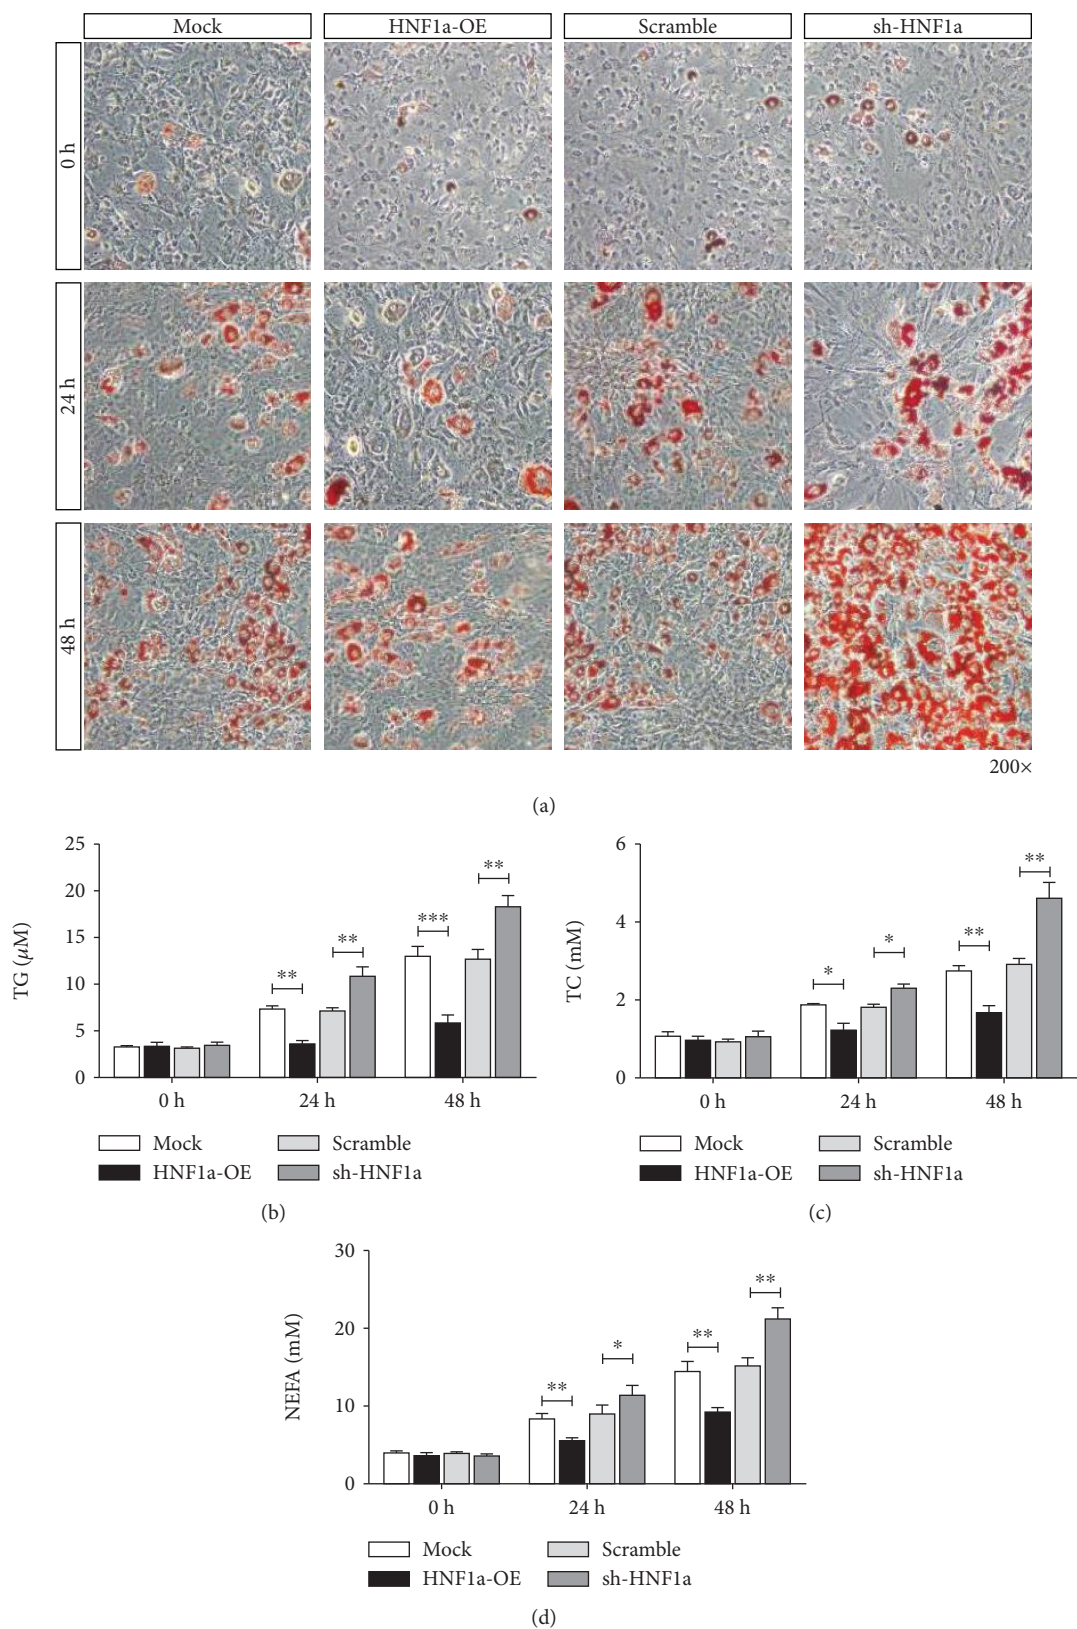 Mock HNF1a-OE Scramble sh-HNF1a
0 h
24 h
48 h
200×
(a)
TG (μM)
25
20
15
10
5
0
**
***
**
**
0 h 24 h 48 h
Mock Scramble
HNF1a-OE sh-HNF1a
(b)
TC (mM)
6
4
2
0
*
*
**
**
0 h 24 h 48 h
Mock Scramble
HNF1a-OE sh-HNF1a
(c)
NEFA (mM)
30
20
10
0
**
*
**
**
0 h 24 h 48 h
Mock Scramble
HNF1a-OE sh-HNF1a
(d)